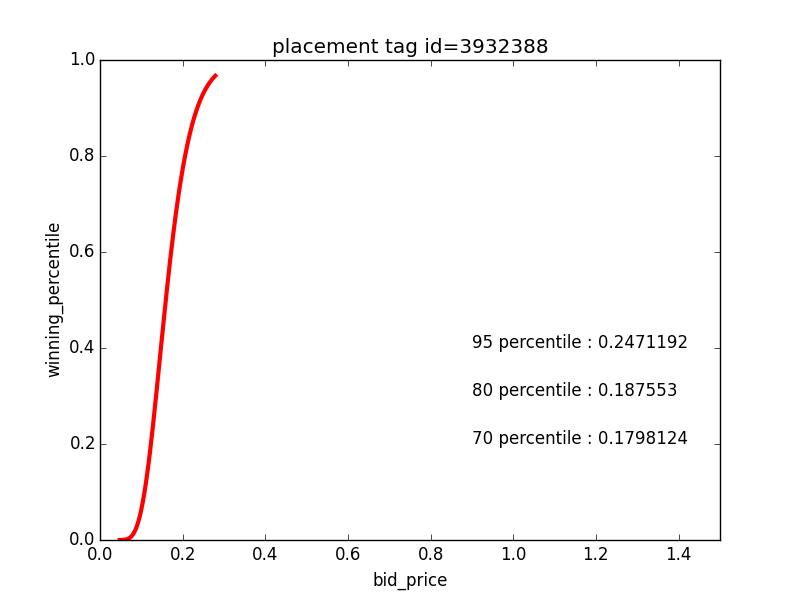 placement tag id=3932388
1.0
0.8
0.6
0.4
0.2
0.0
winning_percentile
95 percentile : 0.2471192
80 percentile : 0.187553
70 percentile : 0.1798124
0.0 0.2 0.4 0.6 0.8 1.0 1.2 1.4
bid_price